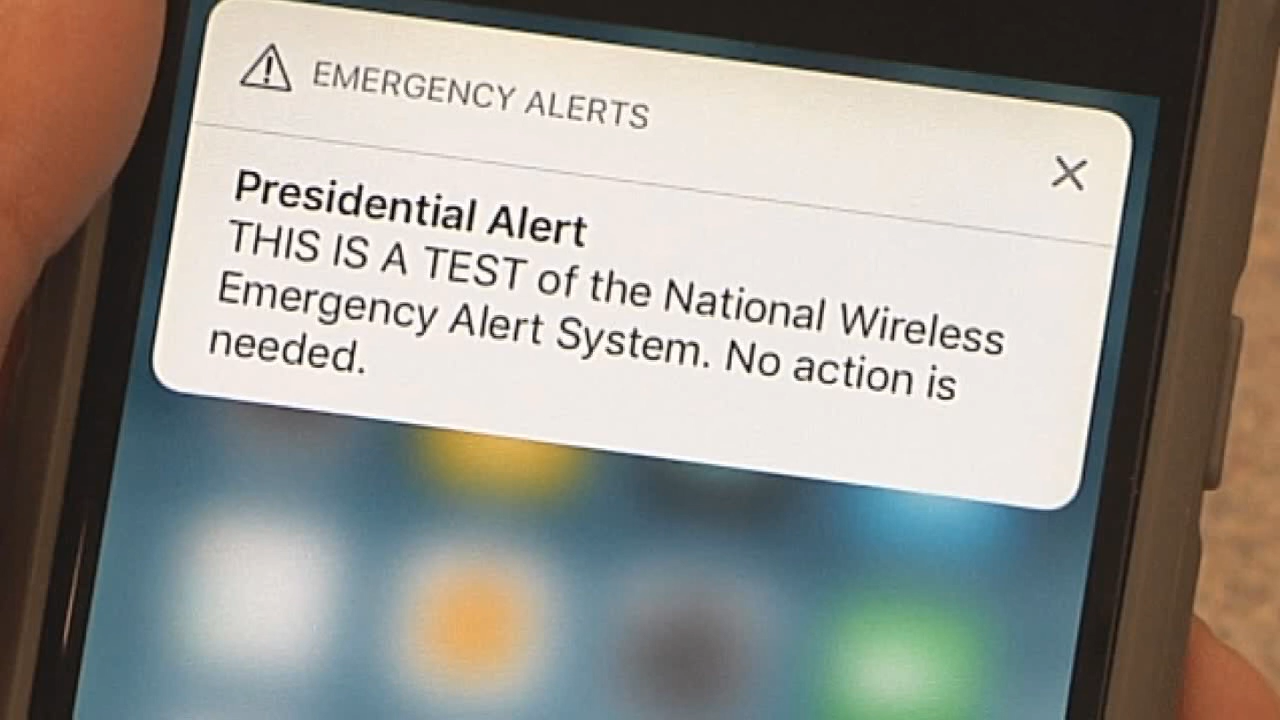 EMERGENCY ALERTS
Presidential Alert
THIS IS A TEST of the National Wireless
Emergency Alert System. No action is
needed.